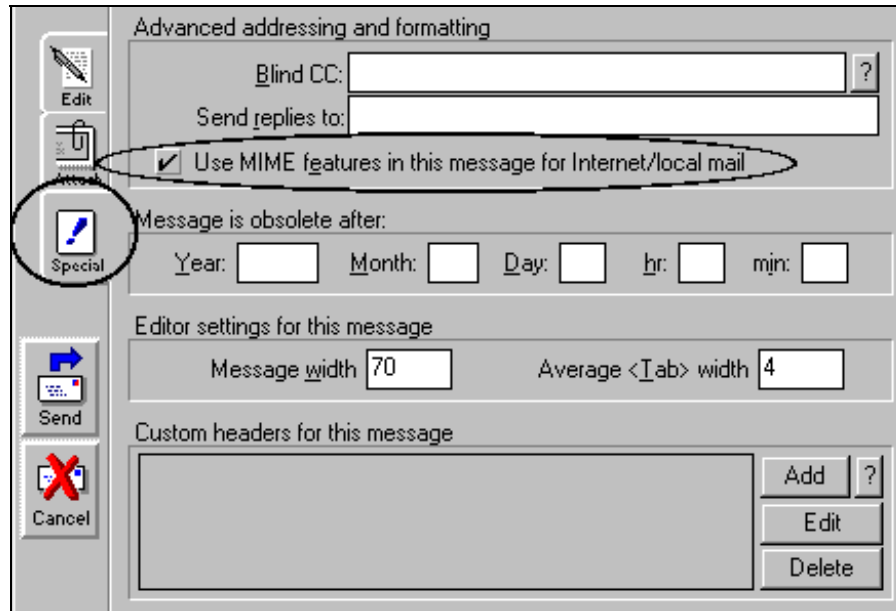 Advanced addressing and formatting
Blind CC: ?
Edit
Send replies to:
Attach
✔ Use MIME features in this message for Internet/local mail
Special
Message is obsolete after:
Year: Month: Day: hr: min:
Editor settings for this message
Message width 70 Average <Tab> width 4
Send
Custom headers for this message
Add ?
Cancel
Edit
Delete